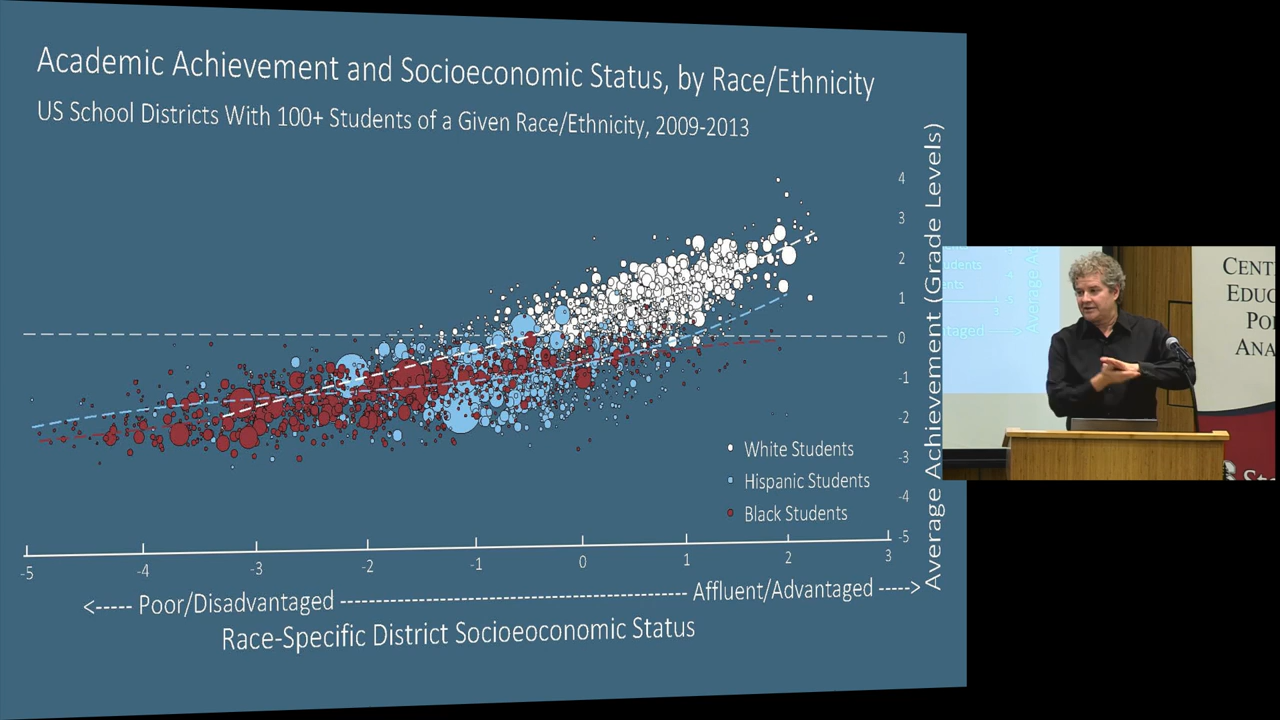 Academic Achievement and Socioeconomic Status, by Race/Ethnicity
US School Districts With 100+ Students of a Given Race/Ethnicity, 2009-2013
4
3
2
1
0
-1
-2
-3
-4
-5
Average Achievement (Grade Levels)
White Students
Hispanic Students
Black Students
-5
-4
-3
-2
-1
0
1
2
3
<----- Poor/Disadvantaged ---------------------------------------------------- Affluent/Advantaged ----->
Race-Specific District Socioeoconomic Status
CENT
EDUC
POI
ANA